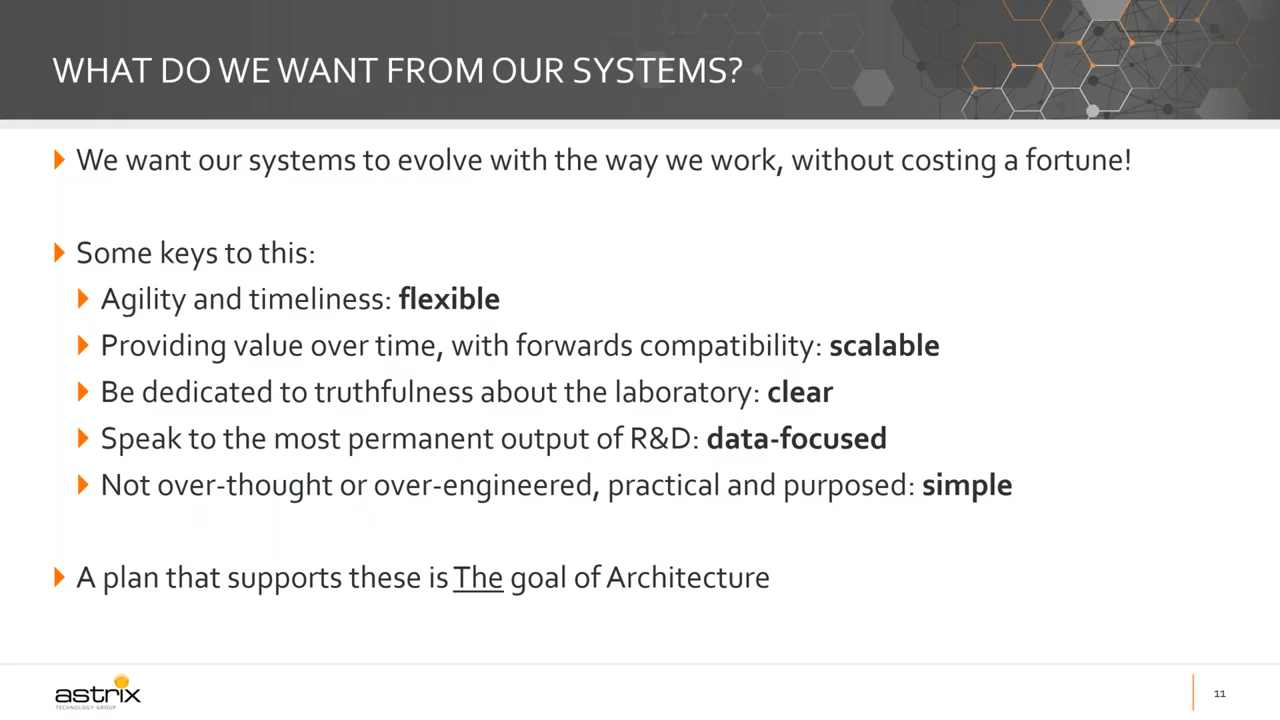 WHAT DO WE WANT FROM OUR SYSTEMS?
We want our systems to evolve with the way we work, without costing a fortune!
Some keys to this:
Agility and timeliness: flexible
Providing value over time, with forwards compatibility: scalable
Be dedicated to truthfulness about the laboratory: clear
Speak to the most permanent output of R&D: data-focused
Not over-thought or over-engineered, practical and purposed: simple
A plan that supports these is The goal of Architecture
astrix
TECHNOLOGY GROUP
11